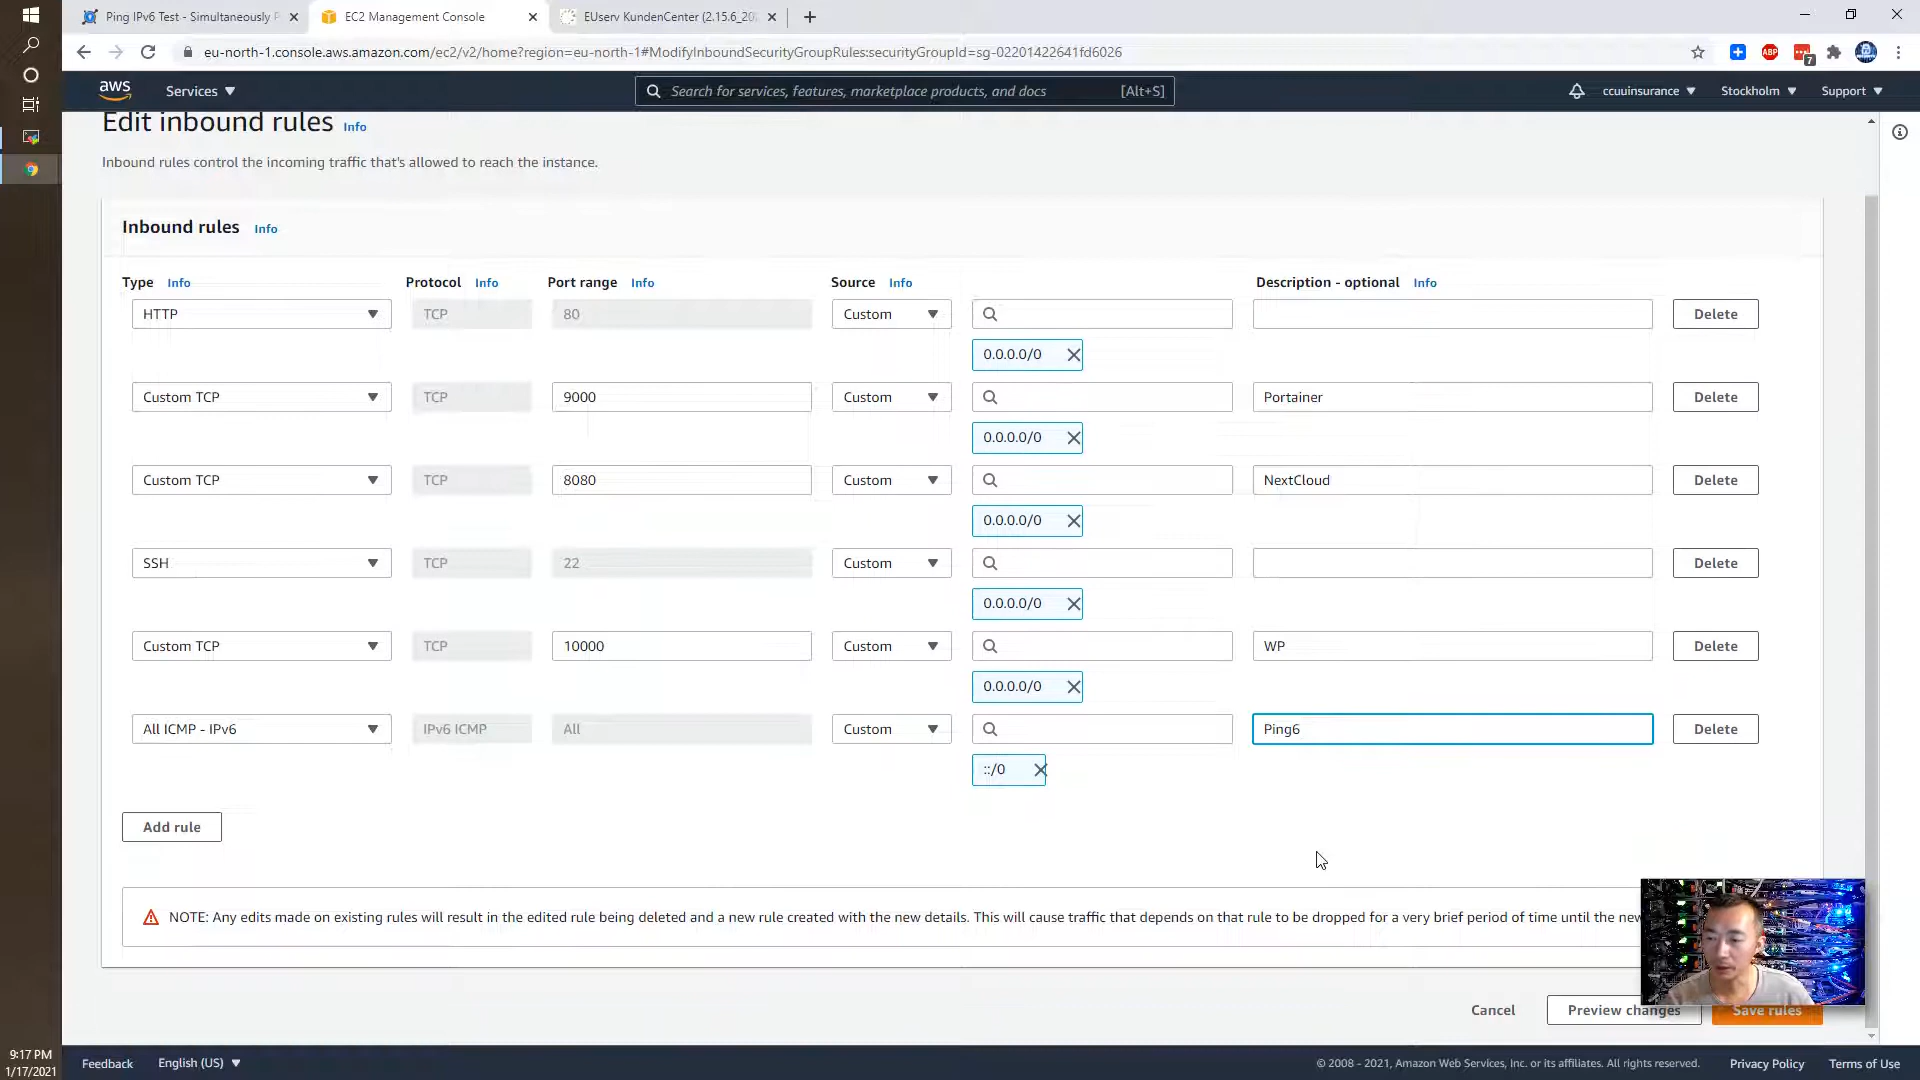 Ping IPv6 Test - Simultaneously P
EC2 Management Console
EUserv KundenCenter (2.15.6_20
eu-north-1.console.aws.amazon.com/ec2/v2/home?region=eu-north-1#ModifyInboundSecurityGroupRules:securityGroupId=sg-02201422641fd6026
ABP
7
aws
Services
Search for services, features, marketplace products, and docs
[Alt+S]
ccuuinsurance
Stockholm
Support
Edit inbound rules Info
Inbound rules control the incoming traffic that's allowed to reach the instance.
Inbound rules Info
Type Info
Protocol Info
Port range Info
Source Info
Description - optional Info
HTTP
TCP
80
Custom
Delete
0.0.0.0/0
Custom TCP
TCP
9000
Custom
Portainer
Delete
0.0.0.0/0
Custom TCP
TCP
8080
Custom
NextCloud
Delete
0.0.0.0/0
SSH
TCP
22
Custom
Delete
0.0.0.0/0
Custom TCP
TCP
10000
Custom
WP
Delete
0.0.0.0/0
All ICMP - IPv6
IPv6 ICMP
All
Custom
Ping6
Delete
::/0
Add rule
NOTE: Any edits made on existing rules will result in the edited rule being deleted and a new rule created with the new details. This will cause traffic that depends on that rule to be dropped for a very brief period of time until the new
Cancel
Preview changes
Save rules
9:17 PM
1/17/2021
Feedback
English (US)
© 2008 - 2021, Amazon Web Services, Inc. or its affiliates. All rights reserved.
Privacy Policy
Terms of Use